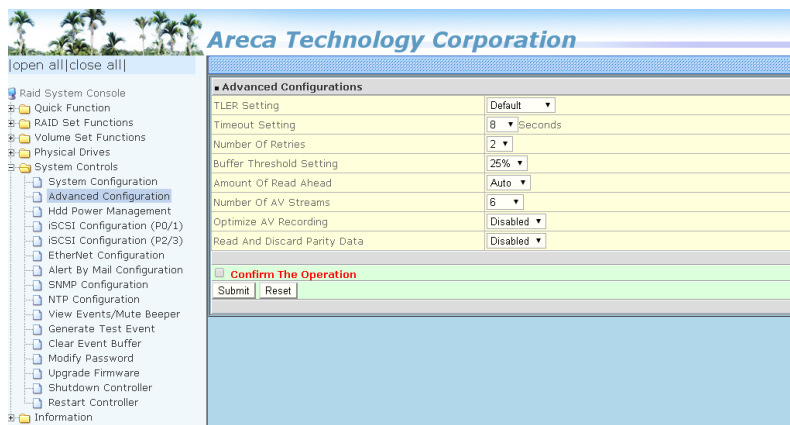 Areca Technology Corporation
|open all|close all|
Raid System Console
Quick Function
RAID Set Functions
Volume Set Functions
Physical Drives
System Controls
System Configuration
Advanced Configuration
Hdd Power Management
iSCSI Configuration (P0/1)
iSCSI Configuration (P2/3)
EtherNet Configuration
Alert By Mail Configuration
SNMP Configuration
NTP Configuration
View Events/Mute Beeper
Generate Test Event
Clear Event Buffer
Modify Password
Upgrade Firmware
Shutdown Controller
Restart Controller
Information
Advanced Configurations
TLER Setting Default
Timeout Setting 8 Seconds
Number Of Retries 2
Buffer Threshold Setting 25%
Amount Of Read Ahead Auto
Number Of AV Streams 6
Optimize AV Recording Disabled
Read And Discard Parity Data Disabled
Confirm The Operation
Submit Reset